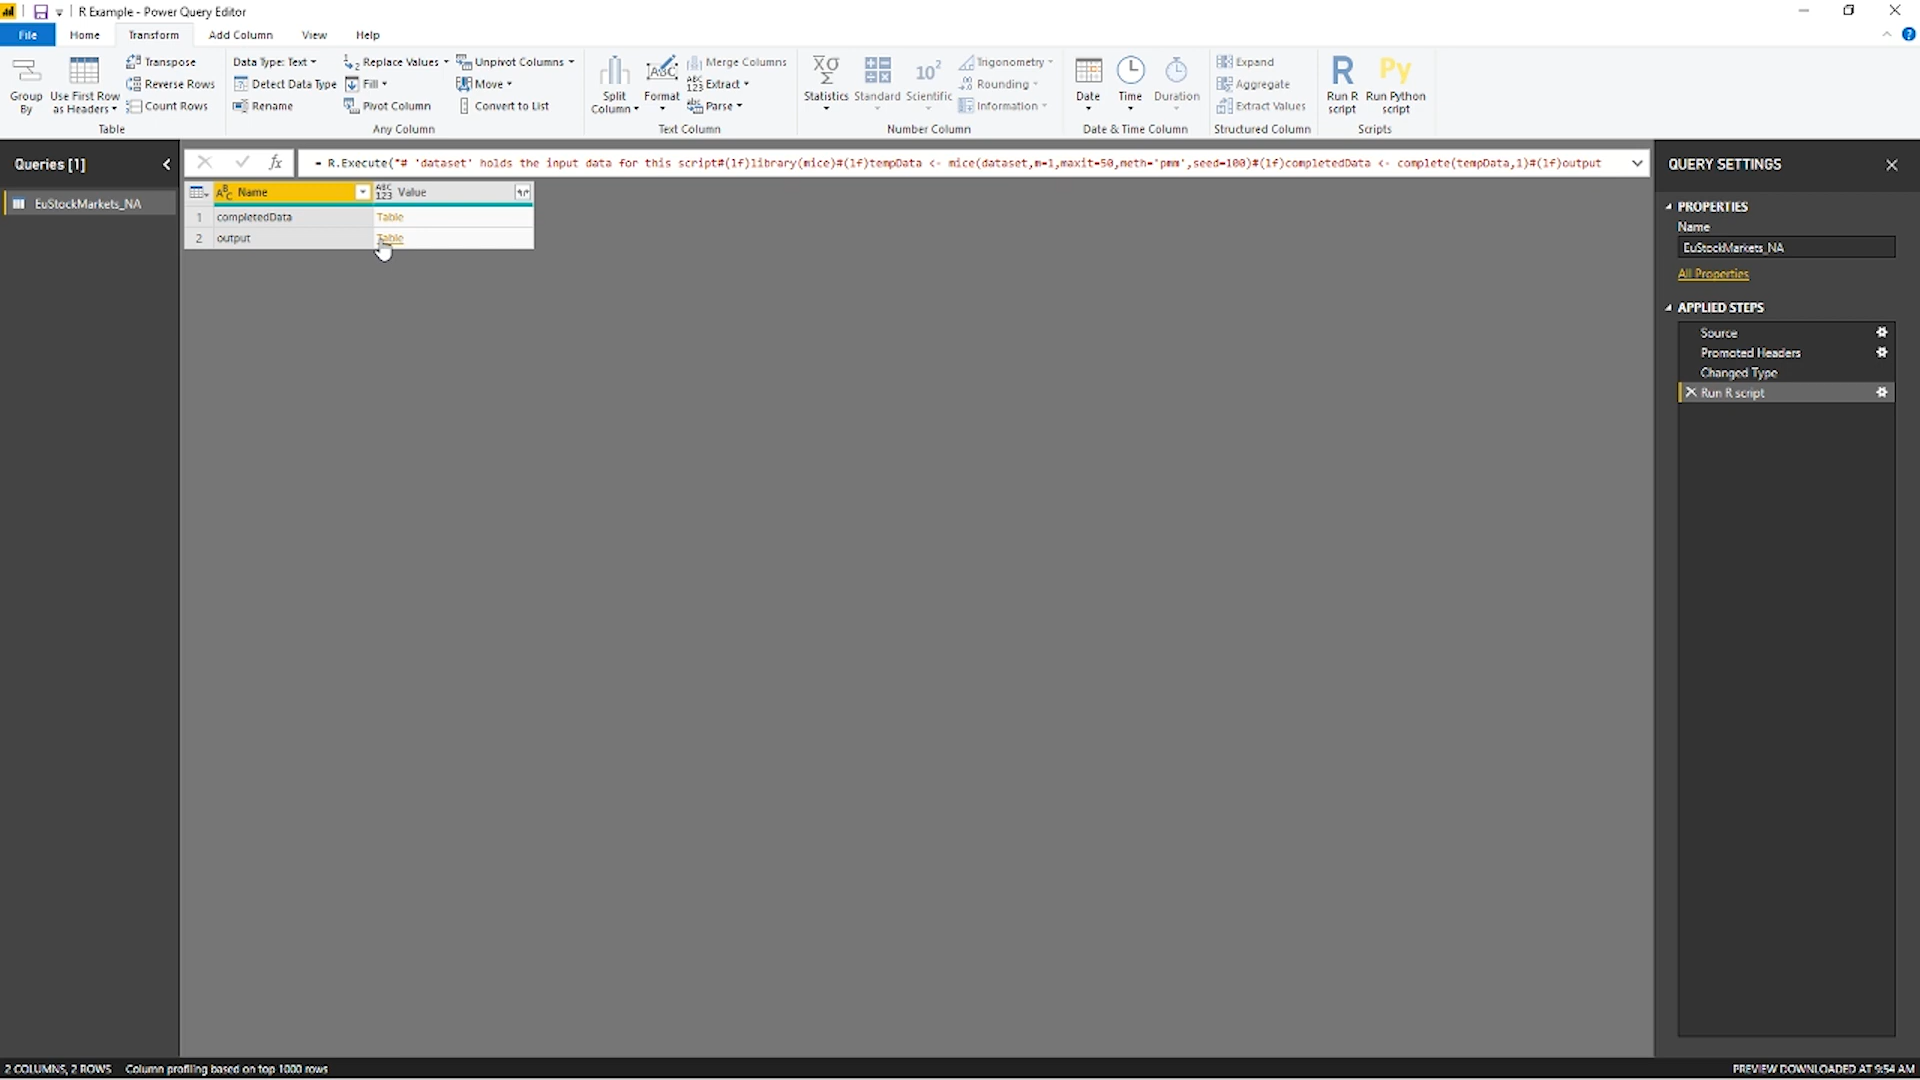 R Example - Power Query Editor
File Home Transform Add Column View Help
Group By
Use First Row as Headers
Transpose
Reverse Rows
Count Rows
Table
Data Type: Text
Detect Data Type
Rename
Replace Values
Fill
Pivot Column
Unpivot Columns
Move
Convert to List
Any Column
Split Column
Format
Merge Columns
Extract
Parse
Text Column
Statistics
Standard
Scientific
Trigonometry
Rounding
Information
Number Column
Date
Time
Duration
Date & Time Column
Expand
Aggregate
Extract Values
Structured Column
R
Run R script
Py
Run Python script
Scripts
Queries [1]
EuStockMarkets_NA
fx
= R.Execute("# 'dataset' holds the input data for this script#(lf)library(mice)#(lf)tempData <- mice(dataset,m=1,maxit=50,meth='pmm',seed=100)#(lf)completedData <- complete(tempData,1)#(lf)output
Name Value
1 completedData Table
2 output Table
QUERY SETTINGS
PROPERTIES
Name
EuStockMarkets_NA
All Properties
APPLIED STEPS
Source
Promoted Headers
Changed Type
Run R script
2 COLUMNS, 2 ROWS Column profiling based on top 1000 rows
PREVIEW DOWNLOADED AT 9:54 AM